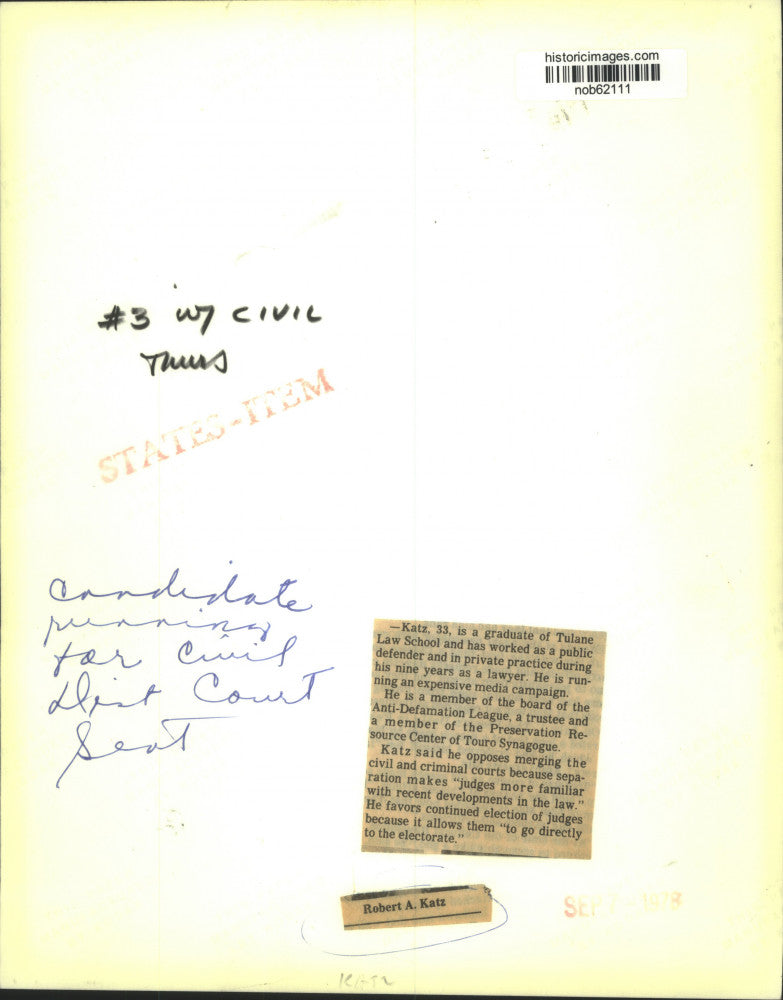 historicimages.com
nob62111
#3 w/ CIVIL
Thurs
STATES-ITEM
candidate
running
for Civil
Dist Court
Seat
—Katz, 33, is a graduate of Tulane
Law School and has worked as a public
defender and in private practice during
his nine years as a lawyer. He is run-
ning an expensive media campaign.
He is a member of the board of the
Anti-Defamation League, a trustee and
a member of the Preservation Re-
source Center of Touro Synagogue.
Katz said he opposes merging the
civil and criminal courts because sepa-
ration makes “judges more familiar
with recent developments in the law.”
He favors continued election of judges
because it allows them “to go directly
to the electorate.”
Robert A. Katz
SEP 7 - 1978
KATZ